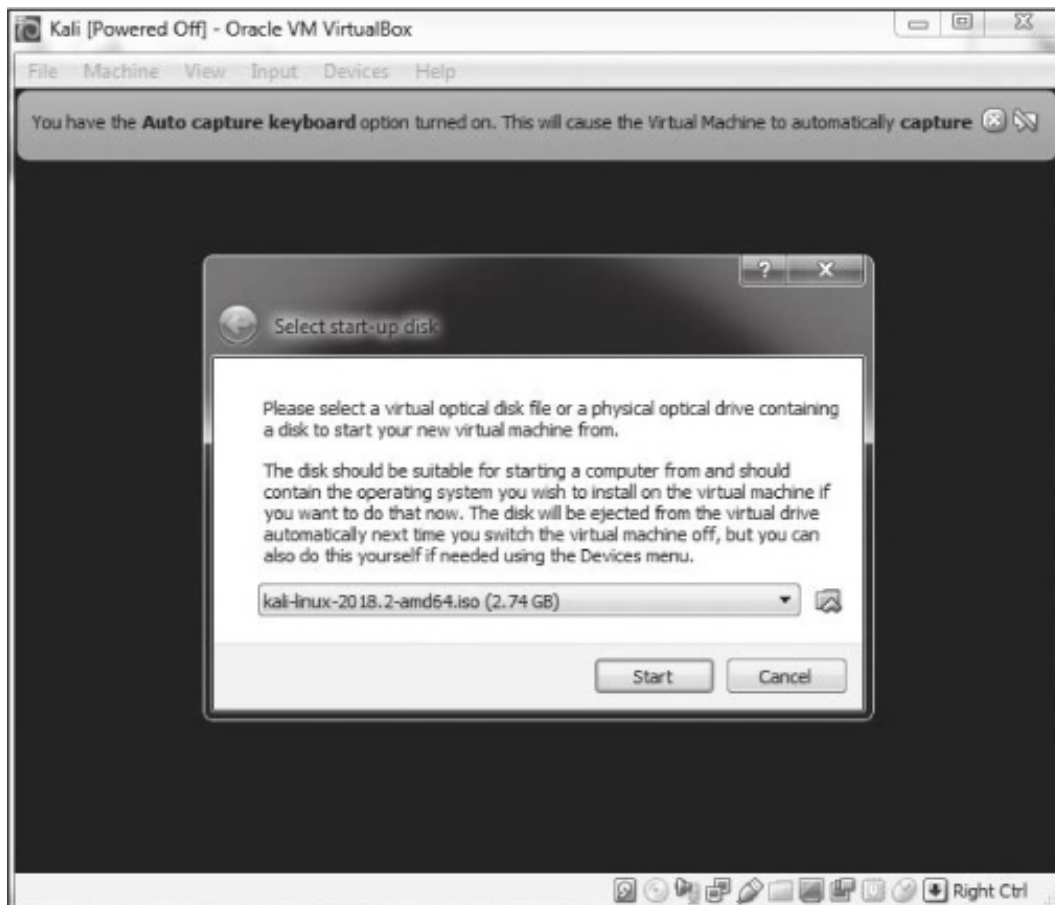 Kali [Powered Off] - Oracle VM VirtualBox
File Machine View Input Devices Help
You have the Auto capture keyboard option turned on. This will cause the Virtual Machine to automatically capture
?
Select start-up disk
Please select a virtual optical disk file or a physical optical drive containing
a disk to start your new virtual machine from.
The disk should be suitable for starting a computer from and should
contain the operating system you wish to install on the virtual machine if
you want to do that now. The disk will be ejected from the virtual drive
automatically next time you switch the virtual machine off, but you can
also do this yourself if needed using the Devices menu.
kali-linux-2018.2-amd64.iso (2.74 GB)
Start Cancel
Right Ctrl